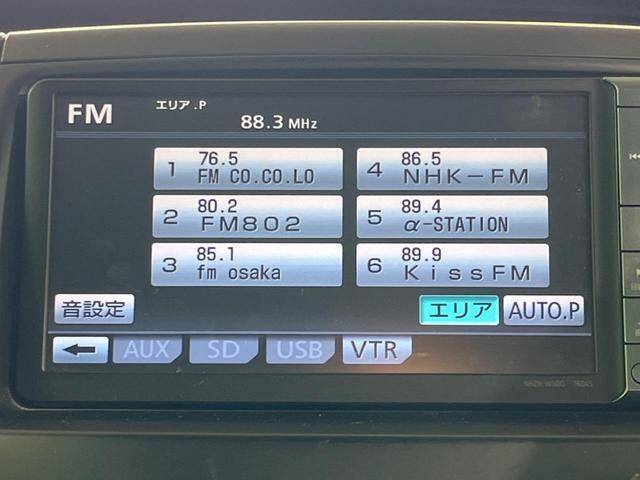 FM
エリア.P
88.3 MHz
1 76.5 FM CO.CO.LO
2 80.2 FM802
3 85.1 fm osaka
4 86.5 NHK-FM
5 89.4 α-STATION
6 89.9 KissFM
音設定
エリア
AUTO.P
AUX
SD
USB
VTR